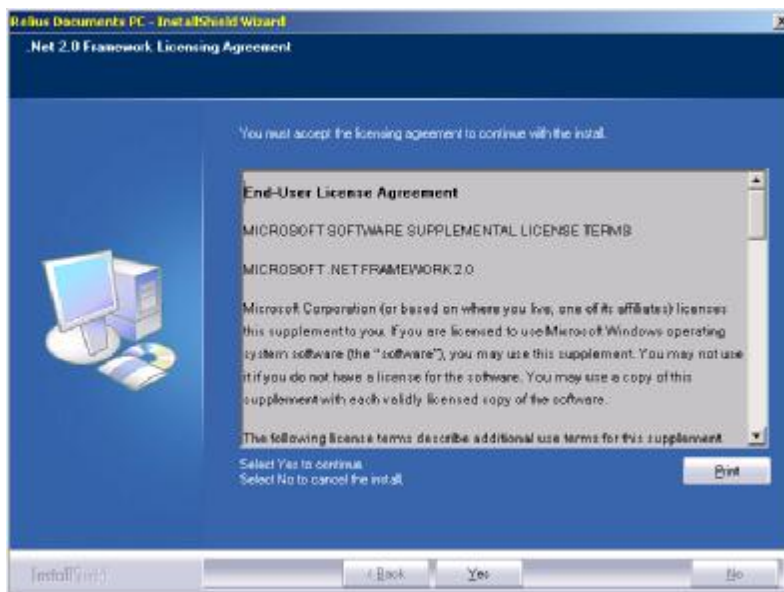 Relius Documents PC - InstallShield Wizard
.Net 2.0 Framework Licensing Agreement
You must accept the licensing agreement to continue with the install.
End-User License Agreement
MICROSOFT SOFTWARE SUPPLEMENTAL LICENSE TERMS
MICROSOFT .NET FRAMEWORK 2.0
Microsoft Corporation (or based on where you live, one of its affiliates) licenses
this supplement to you. If you are licensed to use Microsoft Windows operating
system software (the "software"), you may use this supplement. You may not use
it if you do not have a license for the software. You may use a copy of this
supplement with each validly licensed copy of the software.
The following license terms describe additional use terms for this supplement.
Select Yes to continue.
Select No to cancel the install.
Print
InstallShield
< Back
Yes
No